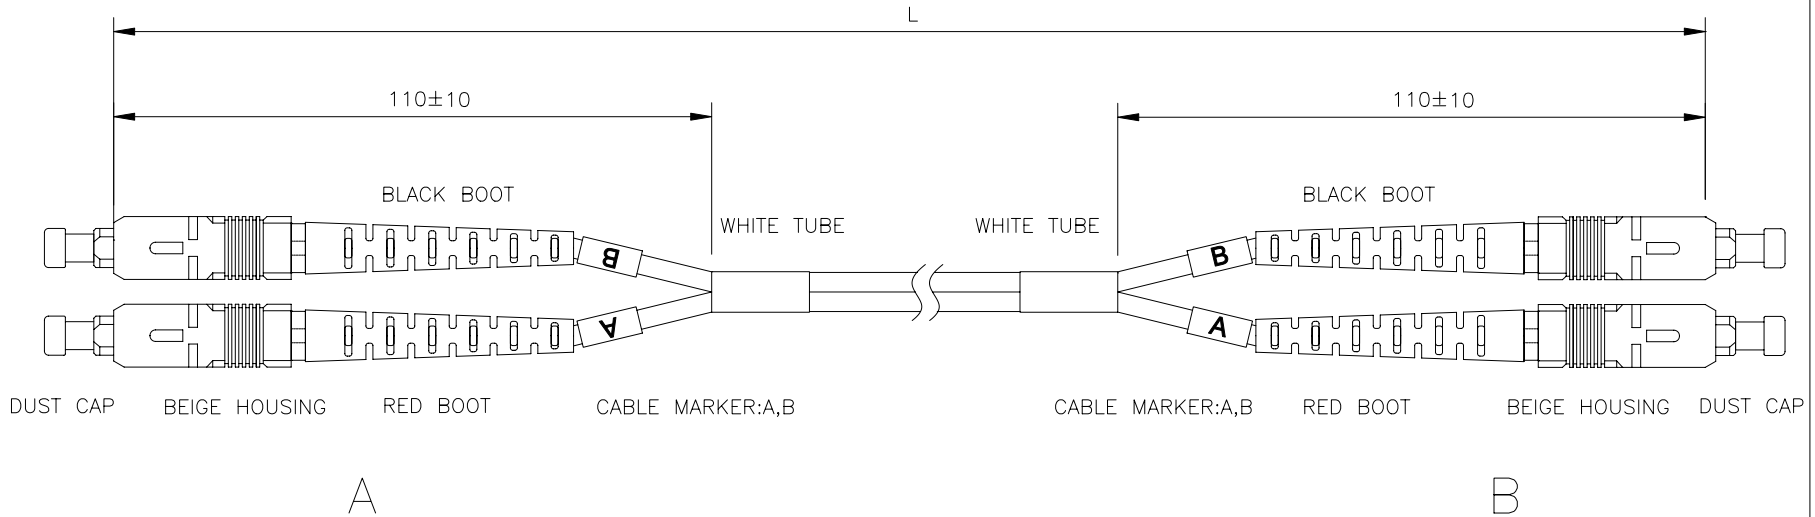 L
110±10
110±10
BLACK BOOT
BLACK BOOT
WHITE TUBE
WHITE TUBE
B
B
A
A
DUST CAP
BEIGE HOUSING
RED BOOT
CABLE MARKER:A,B
CABLE MARKER:A,B
RED BOOT
BEIGE HOUSING
DUST CAP
A
B